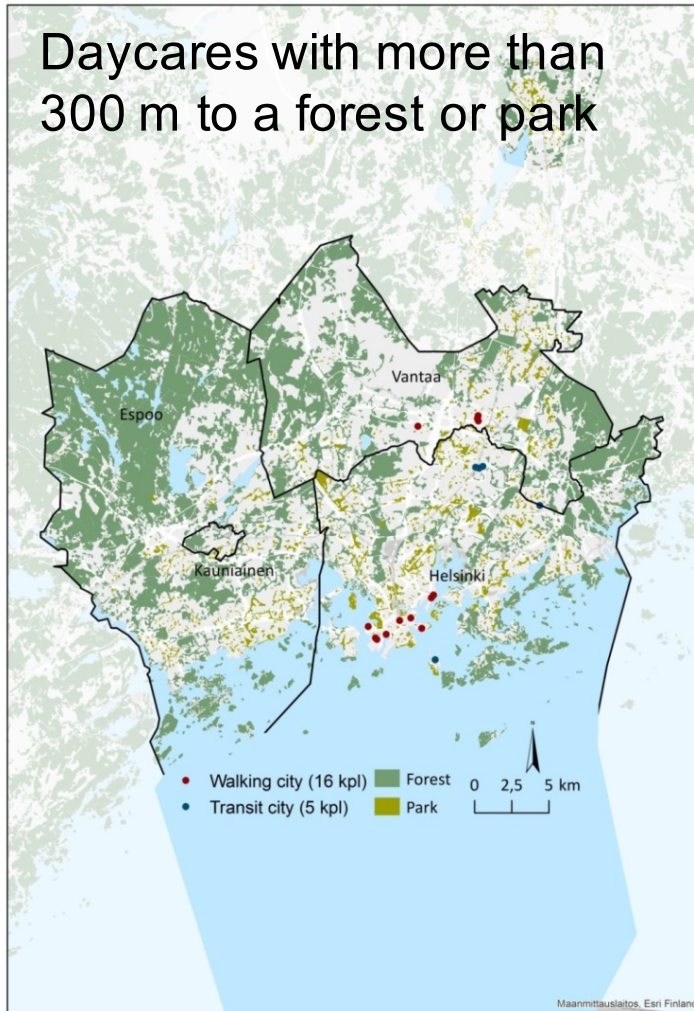 Daycares with more than
300 m to a forest or park
Vantaa
Espoo
Kauniainen
Helsinki
N
Walking city (16 kpl)
Transit city (5 kpl)
Forest
Park
0 2,5 5 km
Maanmittauslaitos, Esri Finland